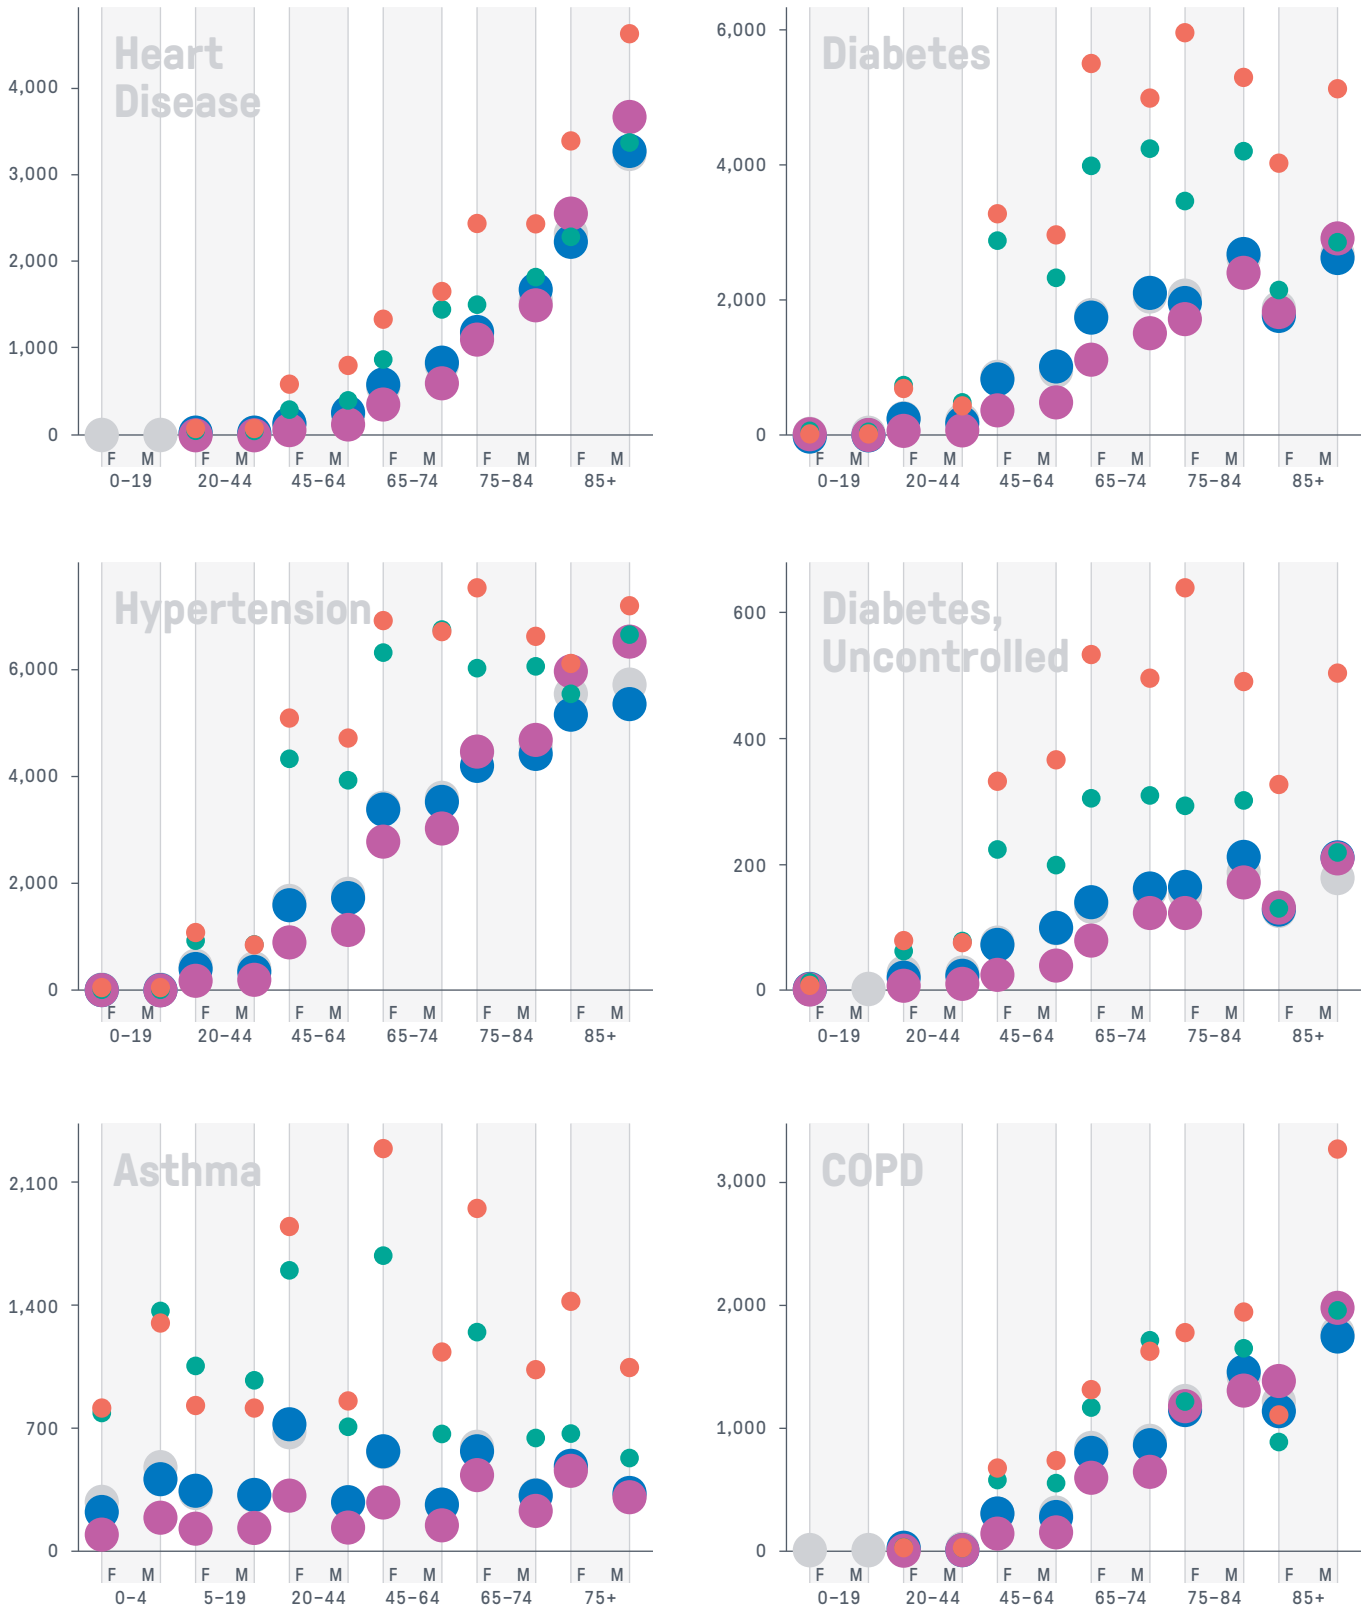 Heart
Disease
4,000
3,000
2,000
1,000
0
F M F M F M F M F M F M
0-19 20-44 45-64 65-74 75-84 85+
Diabetes
6,000
4,000
2,000
0
F M F M F M F M F M F M
0-19 20-44 45-64 65-74 75-84 85+
Hypertension
6,000
4,000
2,000
0
F M F M F M F M F M F M
0-19 20-44 45-64 65-74 75-84 85+
Diabetes,
Uncontrolled
600
400
200
0
F M F M F M F M F M F M
0-19 20-44 45-64 65-74 75-84 85+
Asthma
2,100
1,400
700
0
F M F M F M F M F M F M
0-4 5-19 20-44 45-64 65-74 75+
COPD
3,000
2,000
1,000
0
F M F M F M F M F M F M
0-19 20-44 45-64 65-74 75-84 85+